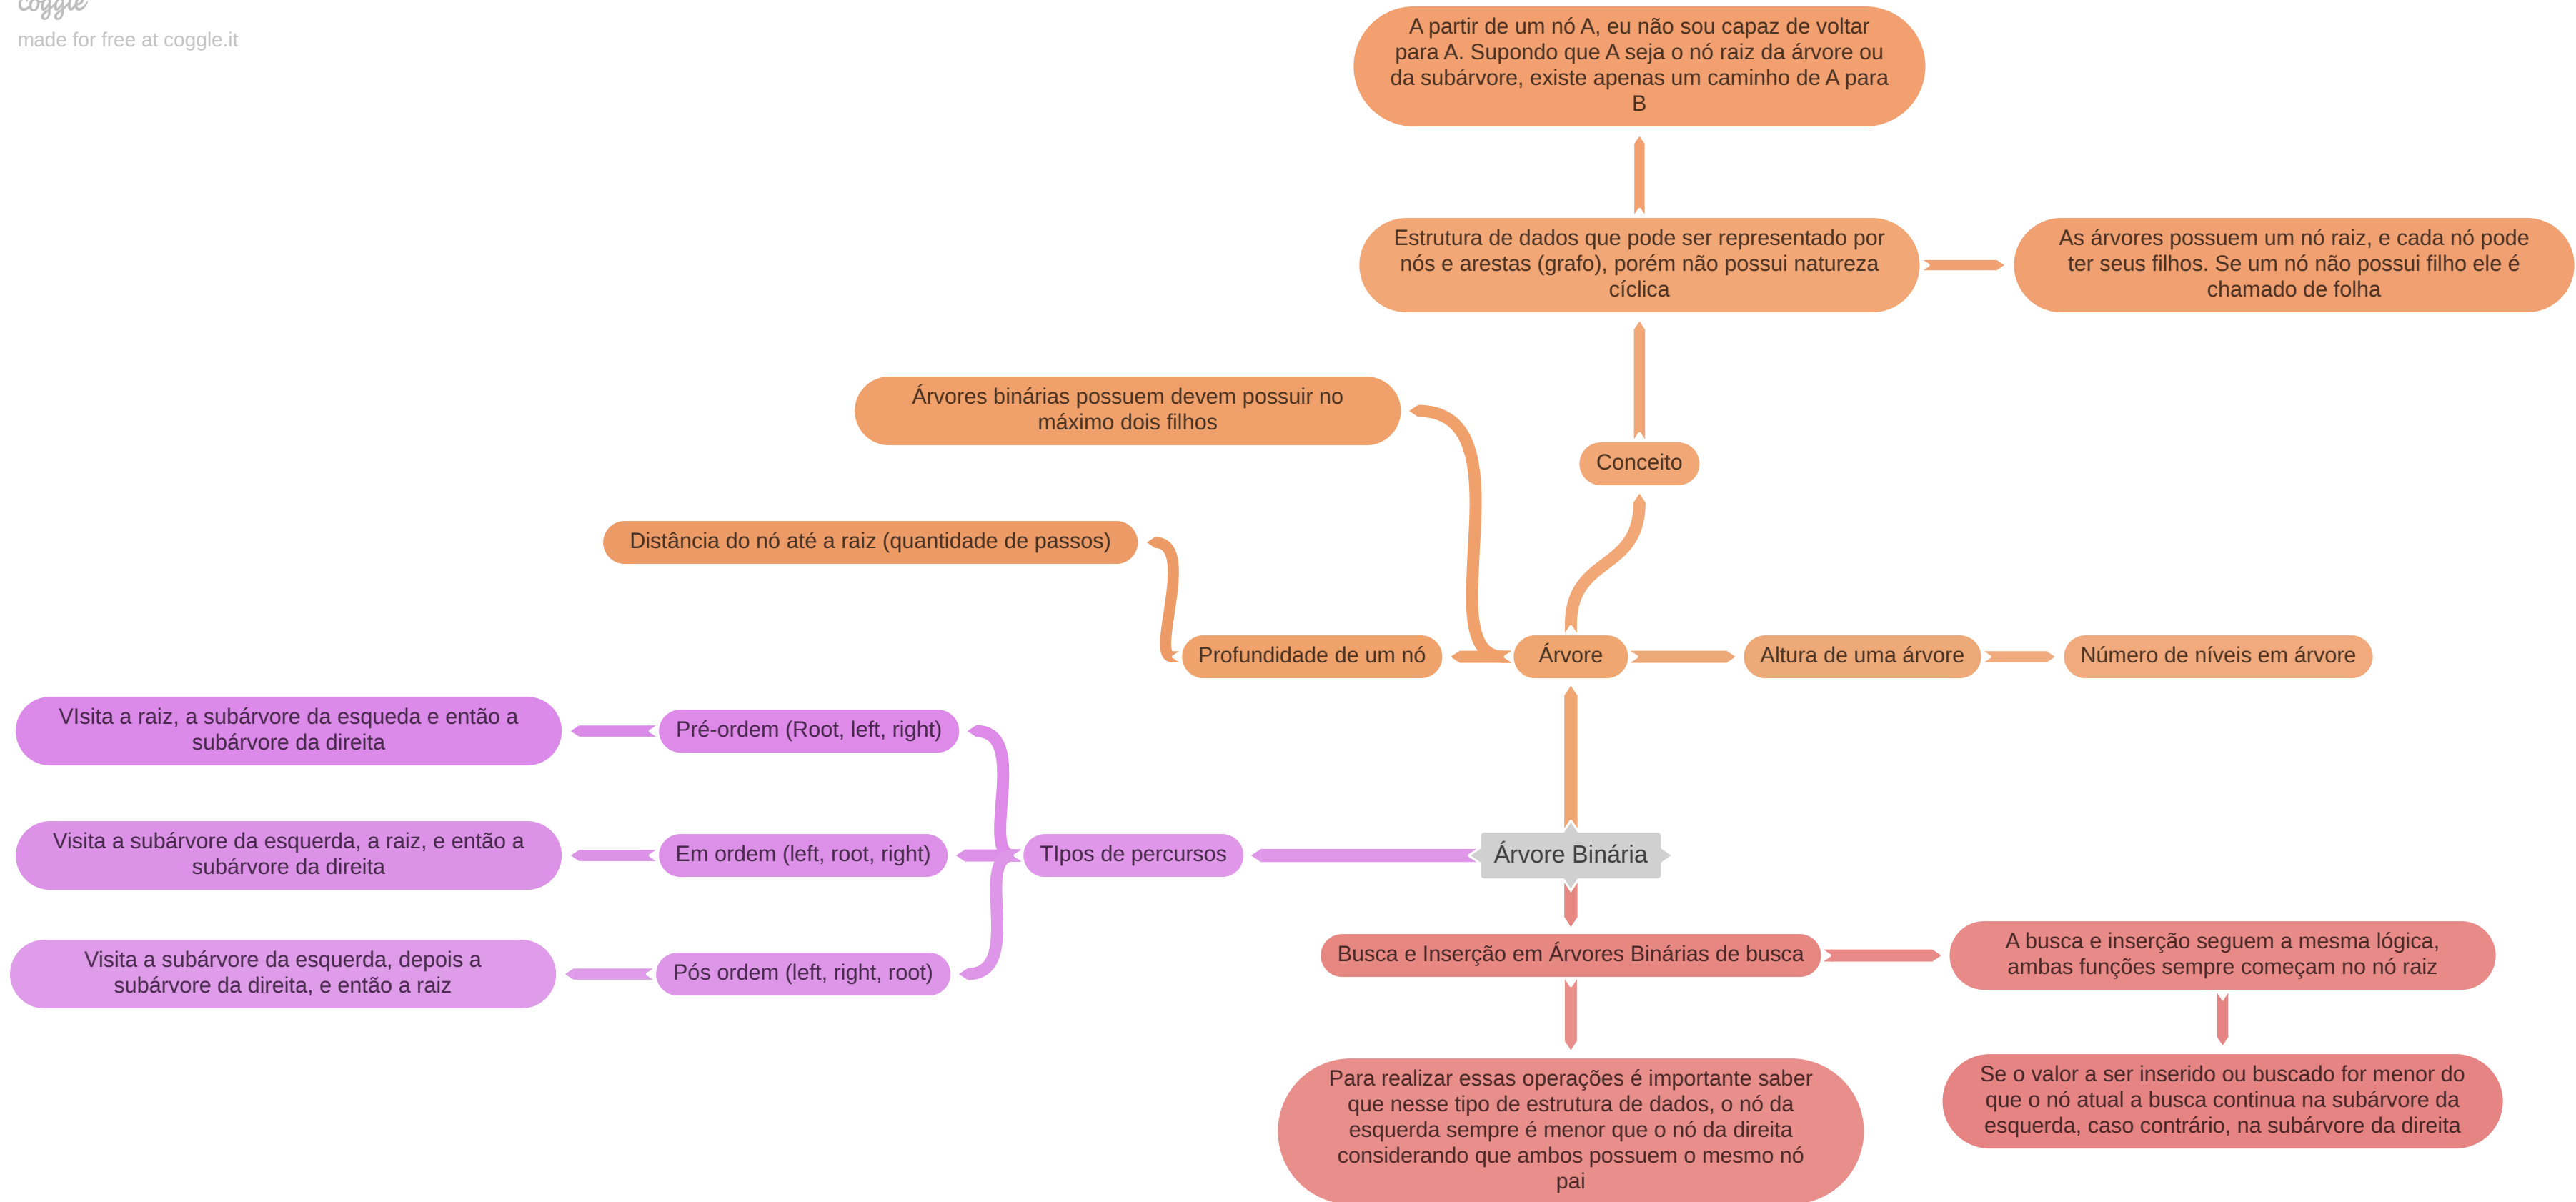 coggle
made for free at coggle.it
A partir de um nó A, eu não sou capaz de voltar
para A. Supondo que A seja o nó raiz da árvore ou
da subárvore, existe apenas um caminho de A para
B
Estrutura de dados que pode ser representado por
nós e arestas (grafo), porém não possui natureza
cíclica
As árvores possuem um nó raiz, e cada nó pode
ter seus filhos. Se um nó não possui filho ele é
chamado de folha
Árvores binárias possuem devem possuir no
máximo dois filhos
Conceito
Distância do nó até a raiz (quantidade de passos)
Profundidade de um nó
Árvore
Altura de uma árvore
Número de níveis em árvore
VIsita a raiz, a subárvore da esqueda e então a
subárvore da direita
Pré-ordem (Root, left, right)
Visita a subárvore da esquerda, a raiz, e então a
subárvore da direita
Em ordem (left, root, right)
TIpos de percursos
Árvore Binária
Visita a subárvore da esquerda, depois a
subárvore da direita, e então a raiz
Pós ordem (left, right, root)
Busca e Inserção em Árvores Binárias de busca
A busca e inserção seguem a mesma lógica,
ambas funções sempre começam no nó raiz
Para realizar essas operações é importante saber
que nesse tipo de estrutura de dados, o nó da
esquerda sempre é menor que o nó da direita
considerando que ambos possuem o mesmo nó
pai
Se o valor a ser inserido ou buscado for menor do
que o nó atual a busca continua na subárvore da
esquerda, caso contrário, na subárvore da direita